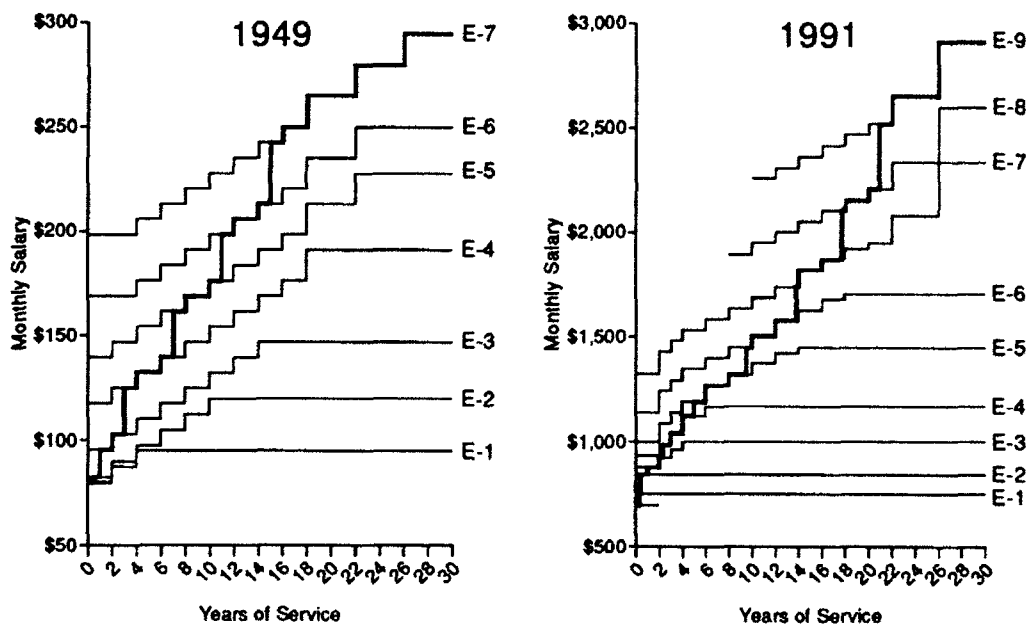 1949
Monthly Salary
$300
$250
$200
$150
$100
$50
E-7
E-6
E-5
E-4
E-3
E-2
E-1
0 2 4 6 8 10 12 14 16 18 20 22 24 26 28 30
Years of Service
1991
Monthly Salary
$3,000
$2,500
$2,000
$1,500
$1,000
$500
E-9
E-8
E-7
E-6
E-5
E-4
E-3
E-2
E-1
0 2 4 6 8 10 12 14 16 18 20 22 24 26 28 30
Years of Service